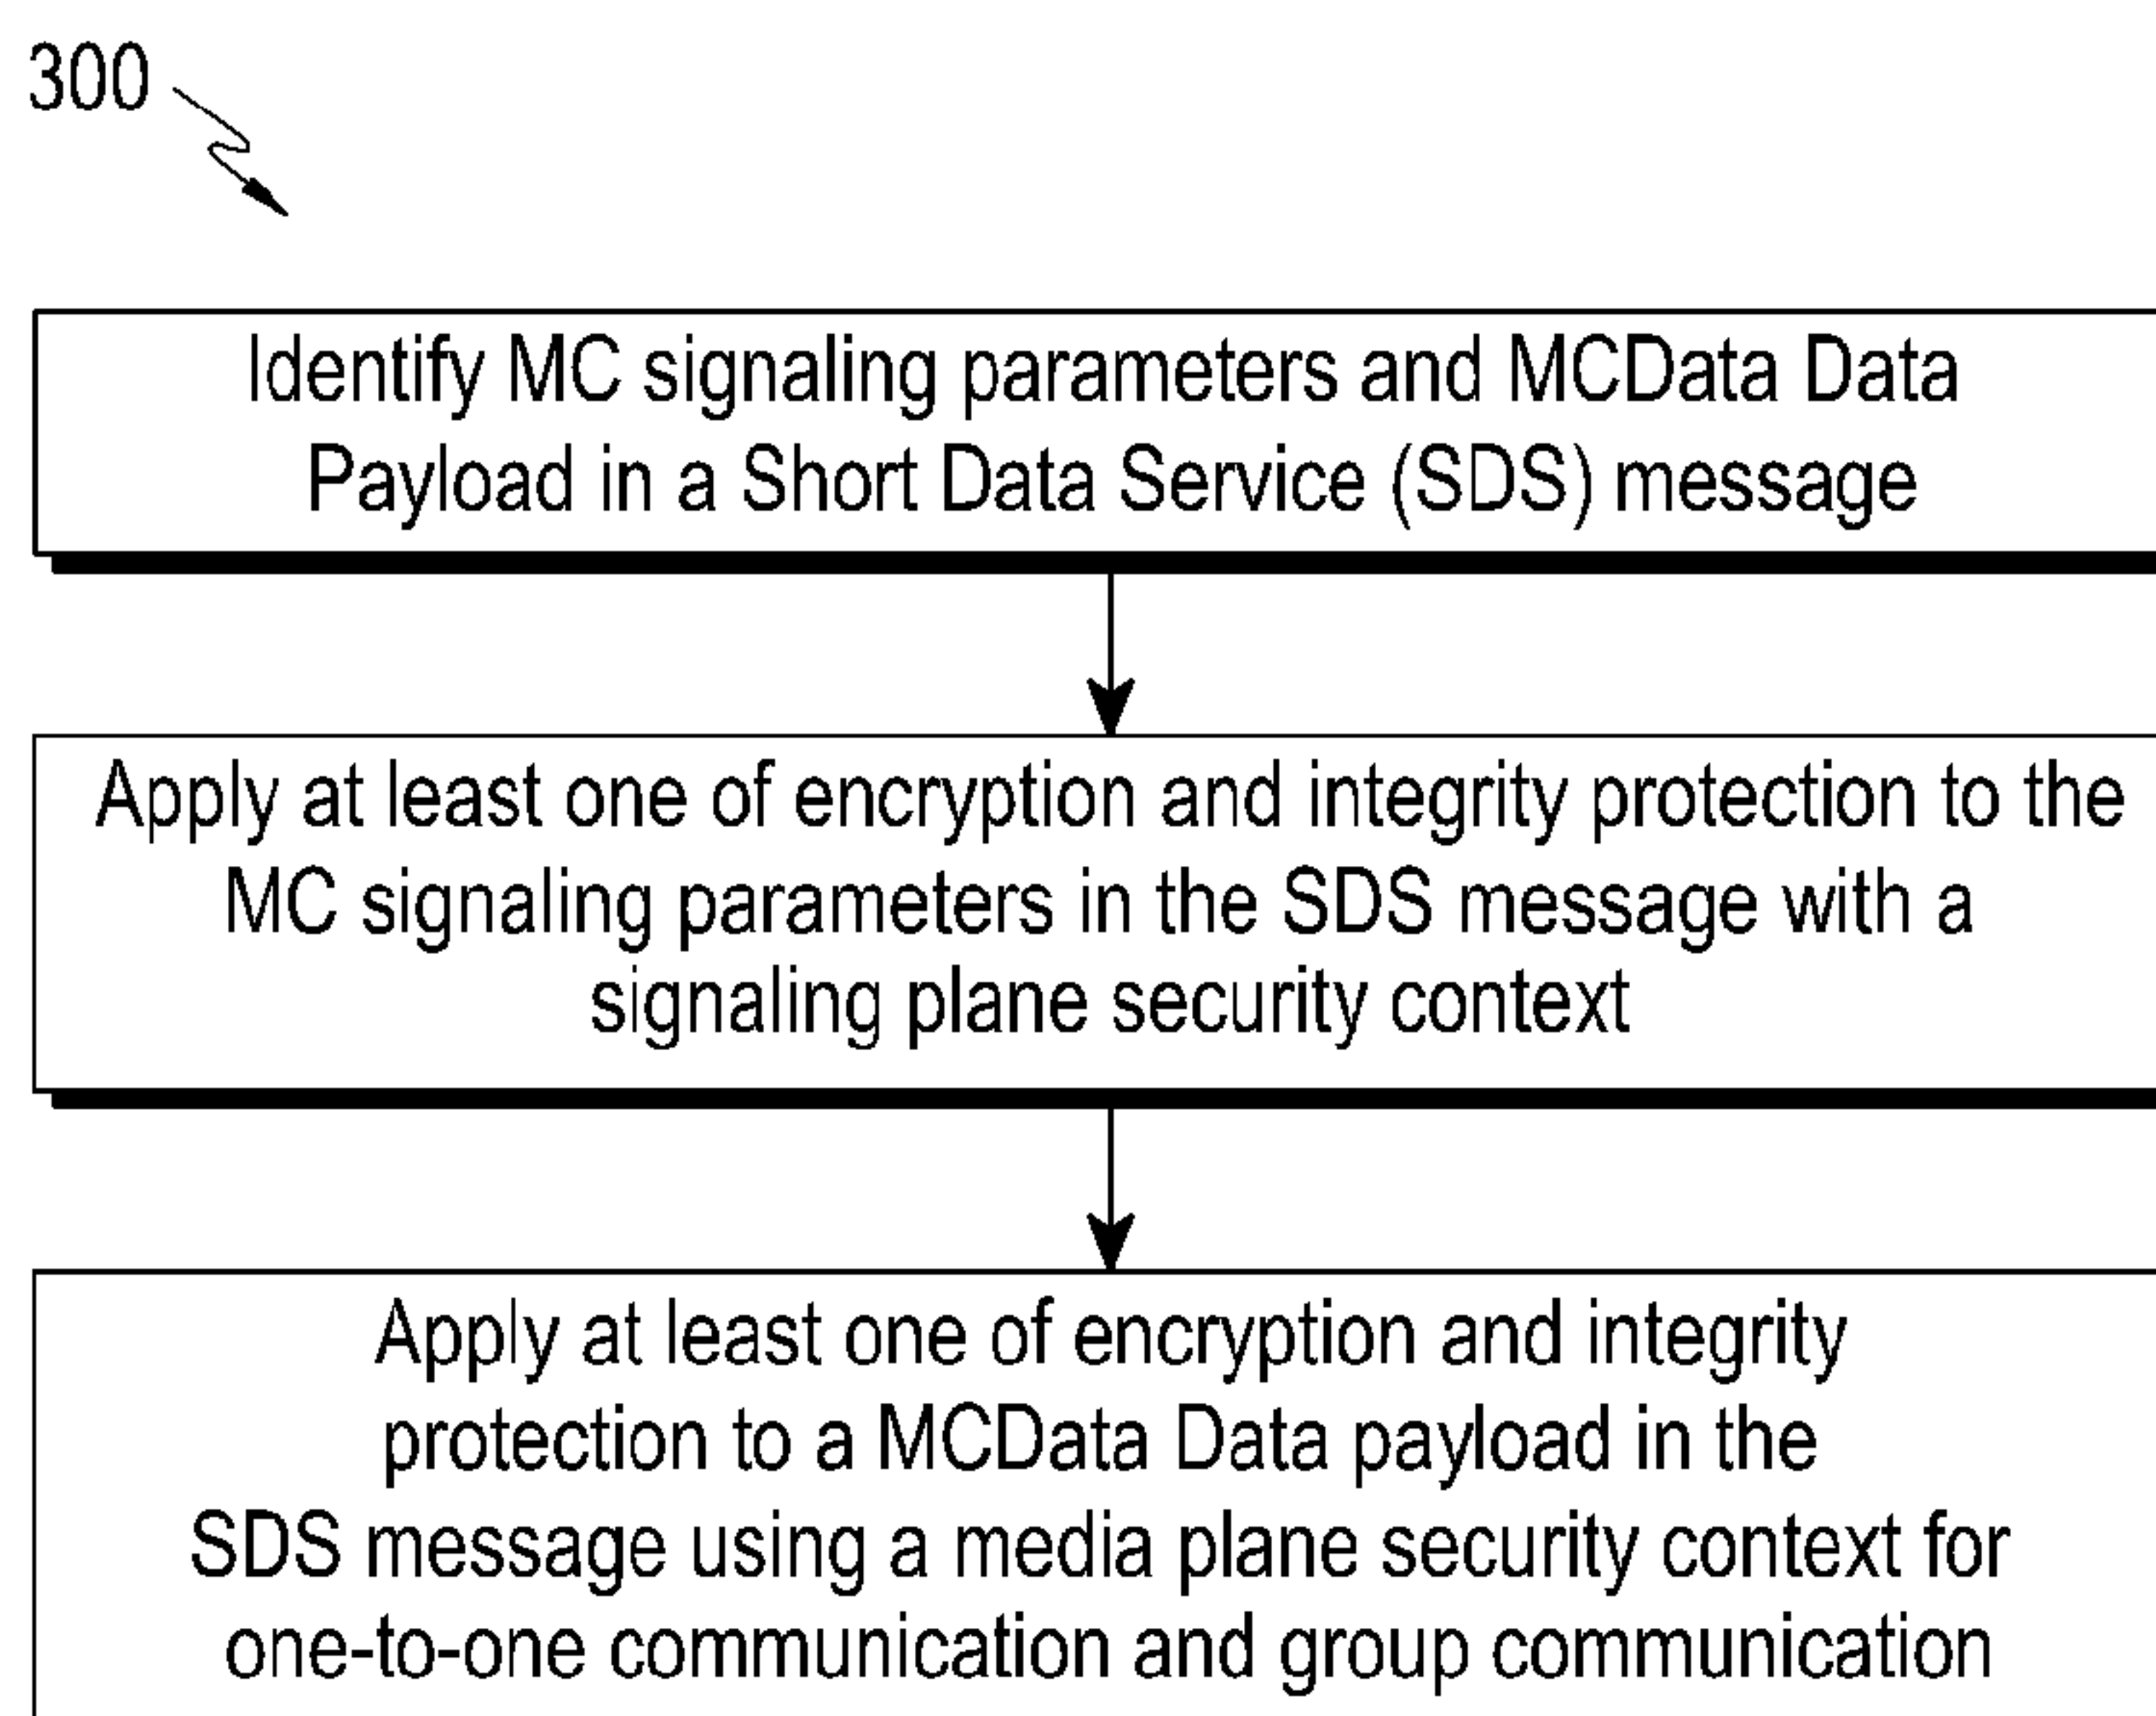 300
Identify MC signaling parameters and MCData Data
Payload in a Short Data Service (SDS) message
Apply at least one of encryption and integrity protection to the
MC signaling parameters in the SDS message with a
signaling plane security context
Apply at least one of encryption and integrity
protection to a MCData Data payload in the
SDS message using a media plane security context for
one-to-one communication and group communication